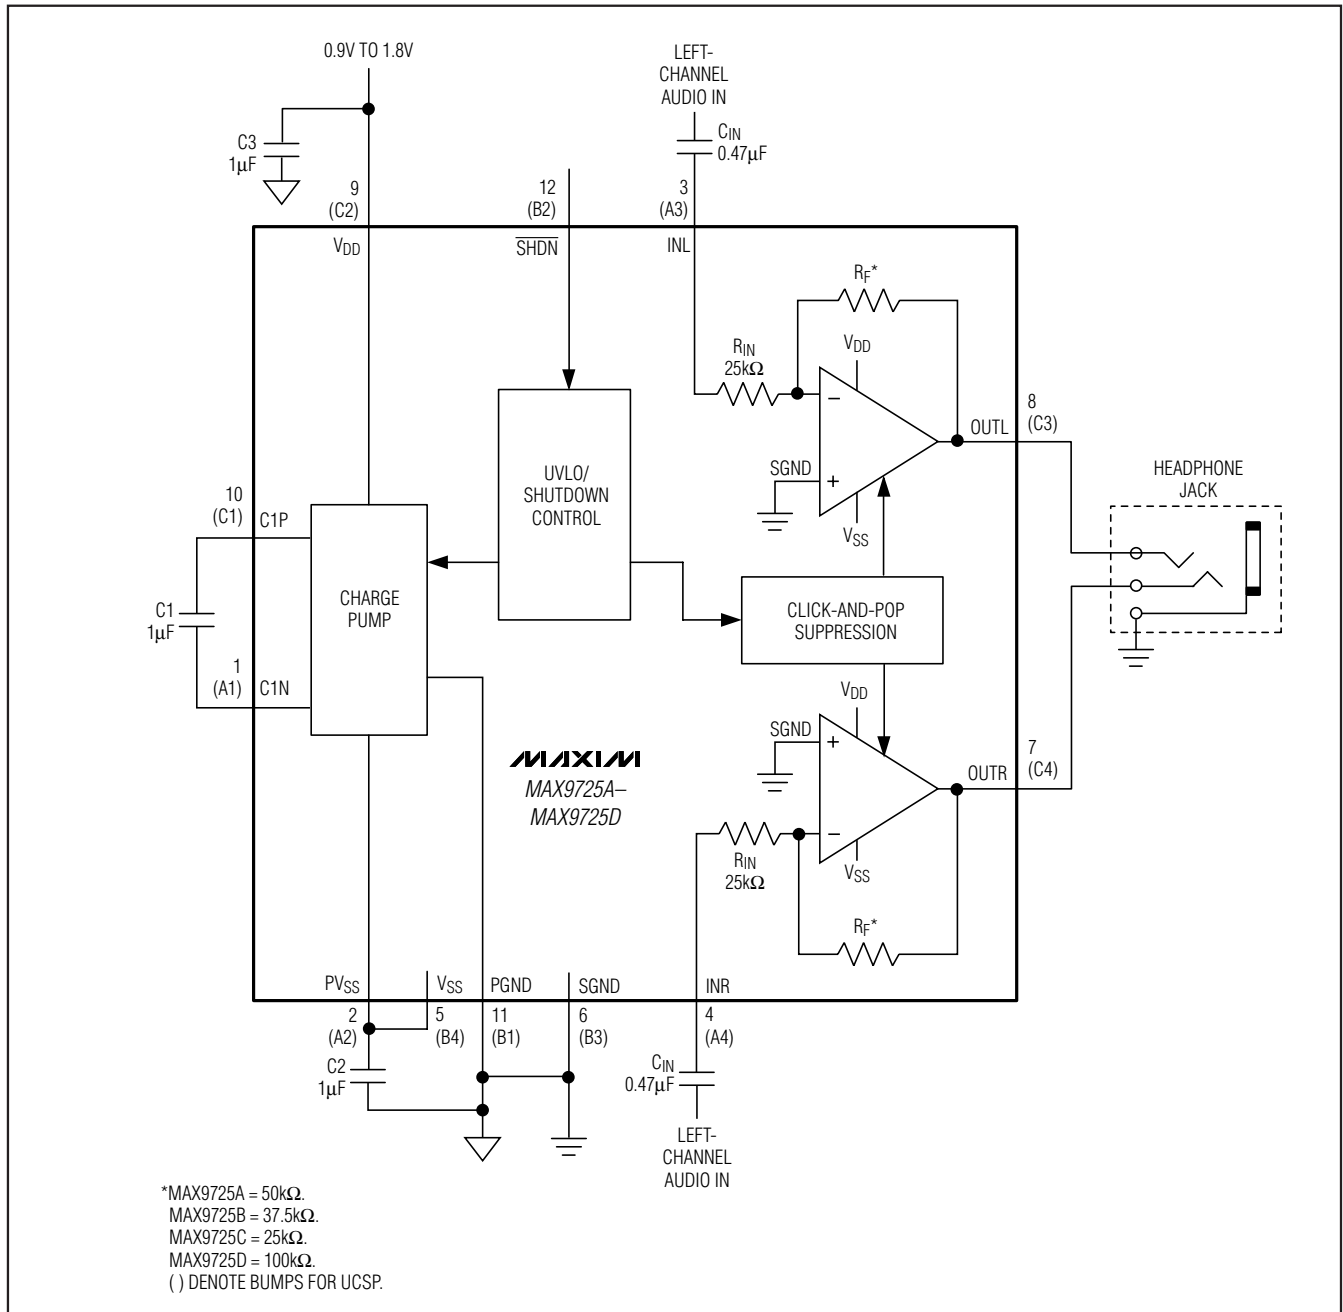 0.9V TO 1.8V
LEFT-
CHANNEL
AUDIO IN
C3
1µF
CIN
0.47µF
9
(C2)
12
(B2)
3
(A3)
VDD
SHDN
INL
RF*
RIN
25kΩ
VDD
−
SGND
+
VSS
OUTL
8
(C3)
HEADPHONE
JACK
UVLO/
SHUTDOWN
CONTROL
10
(C1)
C1P
C1
1µF
CHARGE
PUMP
CLICK-AND-POP
SUPPRESSION
1
(A1)
C1N
VDD
SGND
+
−
VSS
OUTR
7
(C4)
MAXIM
MAX9725A–
MAX9725D
RIN
25kΩ
RF*
PVSS
VSS
PGND
SGND
INR
2
(A2)
5
(B4)
11
(B1)
6
(B3)
4
(A4)
C2
1µF
CIN
0.47µF
LEFT-
CHANNEL
AUDIO IN
*MAX9725A = 50kΩ.
MAX9725B = 37.5kΩ.
MAX9725C = 25kΩ.
MAX9725D = 100kΩ.
( ) DENOTE BUMPS FOR UCSP.